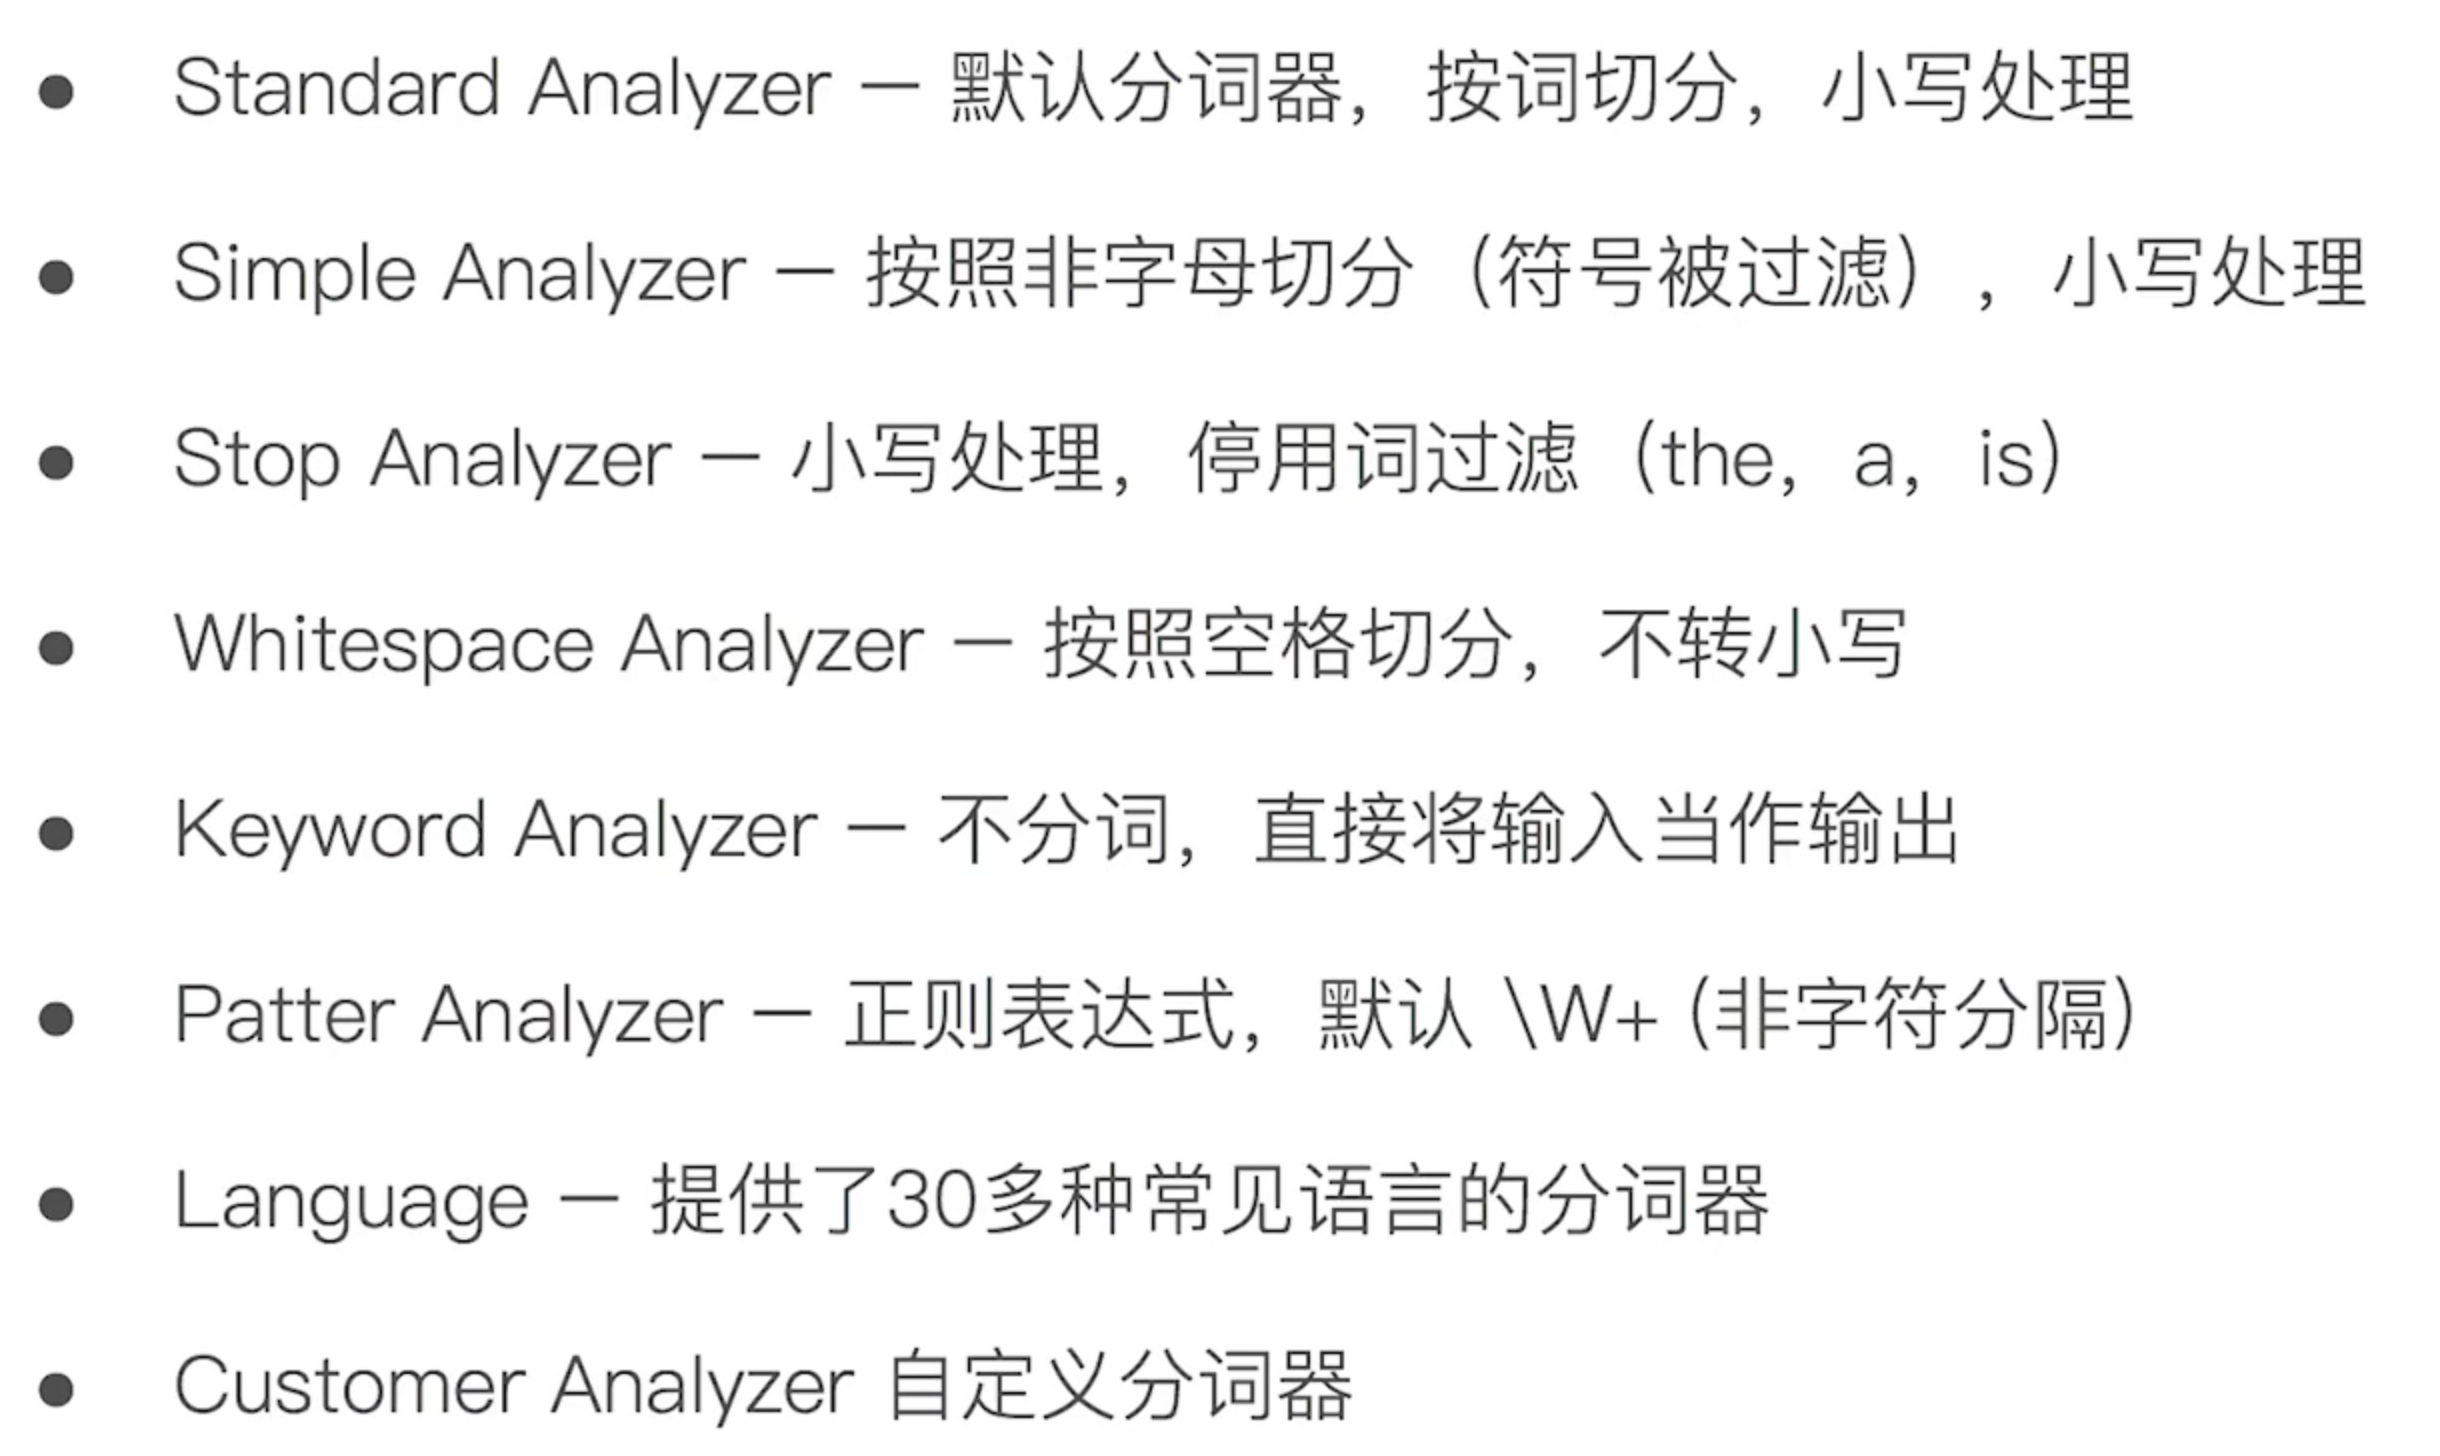 ● Standard Analyzer — 默认分词器，按词切分，小写处理
● Simple Analyzer — 按照非字母切分（符号被过滤），小写处理
● Stop Analyzer — 小写处理，停用词过滤（the，a，is）
● Whitespace Analyzer — 按照空格切分，不转小写
● Keyword Analyzer — 不分词，直接将输入当作输出
● Patter Analyzer — 正则表达式，默认 \W+ (非字符分隔)
● Language — 提供了30多种常见语言的分词器
● Customer Analyzer 自定义分词器